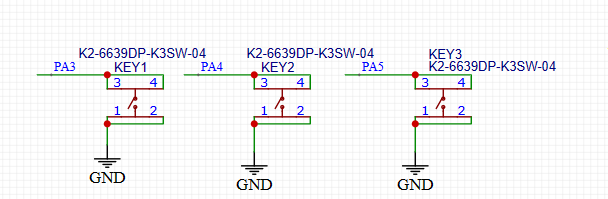 K2-6639DP-K3SW-04
KEY1
PA3
3 4
1 2
GND
K2-6639DP-K3SW-04
KEY2
PA4
3 4
1 2
GND
KEY3
K2-6639DP-K3SW-04
PA5
3 4
1 2
GND